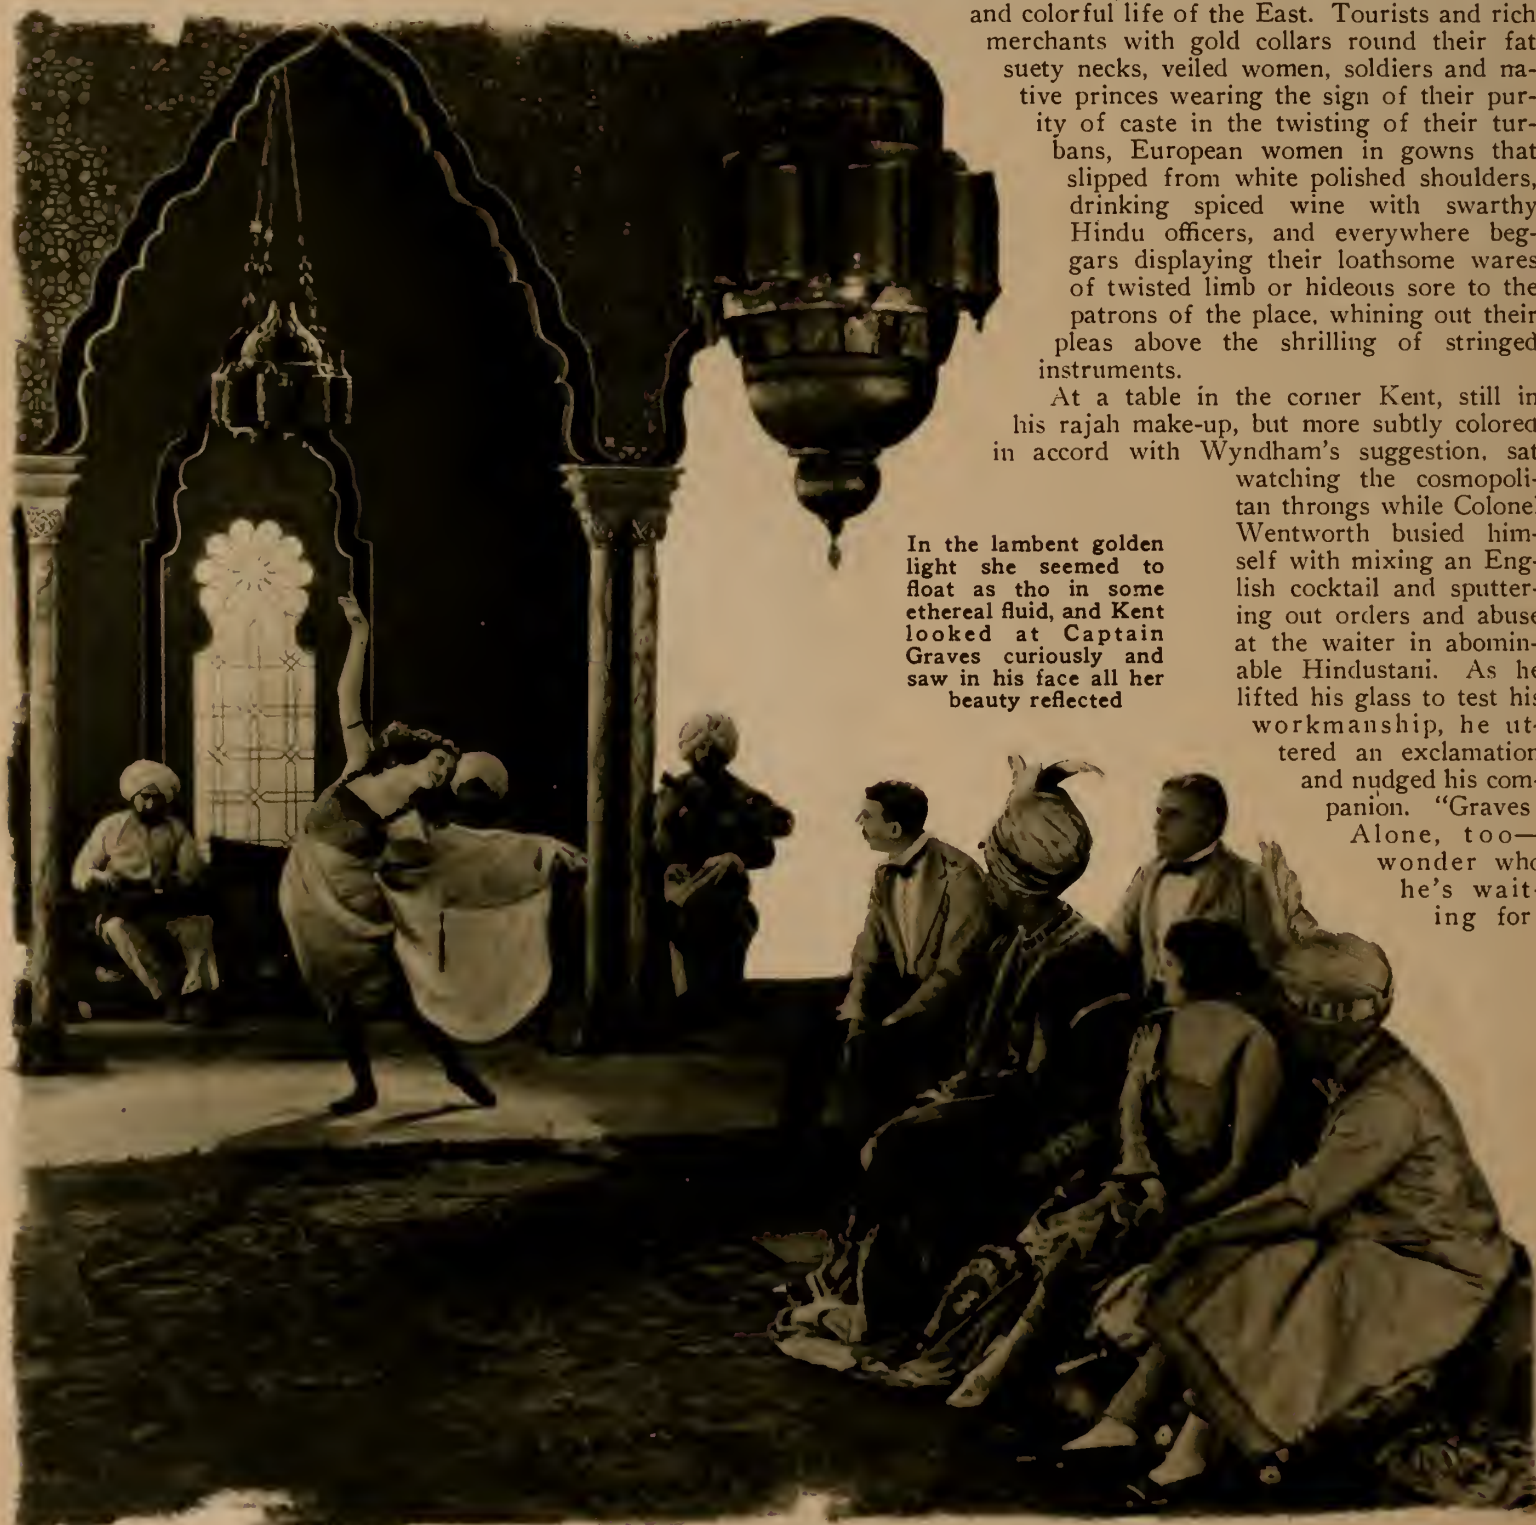 and colorful life of the East. Tourists and rich
merchants with gold collars round their fat
suety necks, veiled women, soldiers and na-
tive princes wearing the sign of their pur-
ity of caste in the twisting of their tur-
bans, European women in gowns that
slipped from white polished shoulders,
drinking spiced wine with swarthy
Hindu officers, and everywhere beg-
gars displaying their loathsome wares
of twisted limb or hideous sore to the
patrons of the place, whining out their
pleas above the shrilling of stringed
instruments.
At a table in the corner Kent, still in
his rajah make-up, but more subtly colored
in accord with Wyndham's suggestion, sat
watching the cosmopoli-
tan throngs while Colonel
Wentworth busied him-
self with mixing an Eng-
lish cocktail and sputter-
ing out orders and abuse
at the waiter in abomin-
able Hindustani. As he
lifted his glass to test his
workmanship, he ut-
tered an exclamation
and nudged his com-
panion. "Graves
Alone, too—
wonder who
he's wait-
ing for
In the lambent golden
light she seemed to
float as tho in some
ethereal fluid, and Kent
looked at Captain
Graves curiously and
saw in his face all her
beauty reflected